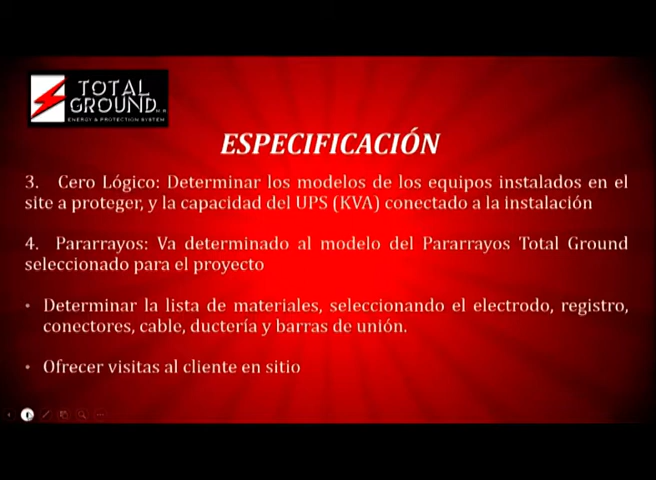 TOTAL
GROUND
ENERGY & PROTECTION SYSTEM
ESPECIFICACIÓN
3. Cero Lógico: Determinar los modelos de los equipos instalados en el
site a proteger, y la capacidad del UPS (KVA) conectado a la instalación
4. Pararrayos: Va determinado al modelo del Pararrayos Total Ground
seleccionado para el proyecto
• Determinar la lista de materiales, seleccionando el electrodo, registro,
conectores, cable, ductería y barras de unión.
• Ofrecer visitas al cliente en sitio